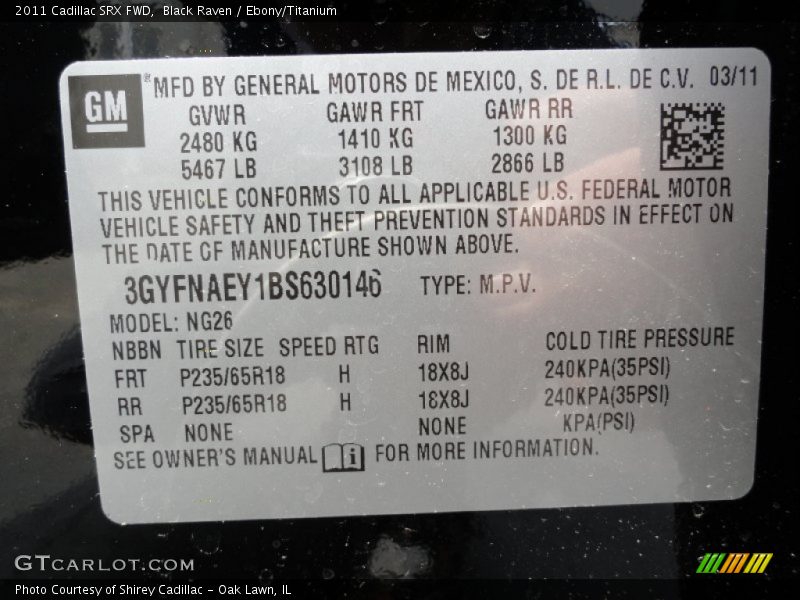 2011 Cadillac SRX FWD,  Black Raven / Ebony/Titanium
GM ® MFD BY GENERAL MOTORS DE MEXICO, S. DE R.L. DE C.V. 03/11
GVWR GAWR FRT GAWR RR
2480 KG 1410 KG 1300 KG
5467 LB 3108 LB 2866 LB
THIS VEHICLE CONFORMS TO ALL APPLICABLE U.S. FEDERAL MOTOR
VEHICLE SAFETY AND THEFT PREVENTION STANDARDS IN EFFECT ON
THE DATE OF MANUFACTURE SHOWN ABOVE.
3GYFNAEY1BS630146 TYPE: M.P.V.
MODEL: NG26
NBBN TIRE SIZE SPEED RTG RIM COLD TIRE PRESSURE
FRT P235/65R18 H 18X8J 240KPA(35PSI)
RR P235/65R18 H 18X8J 240KPA(35PSI)
SPA NONE NONE KPA(PSI)
SEE OWNER'S MANUAL i FOR MORE INFORMATION.
GTCARLOT.COM
Photo Courtesy of Shirey Cadillac - Oak Lawn, IL